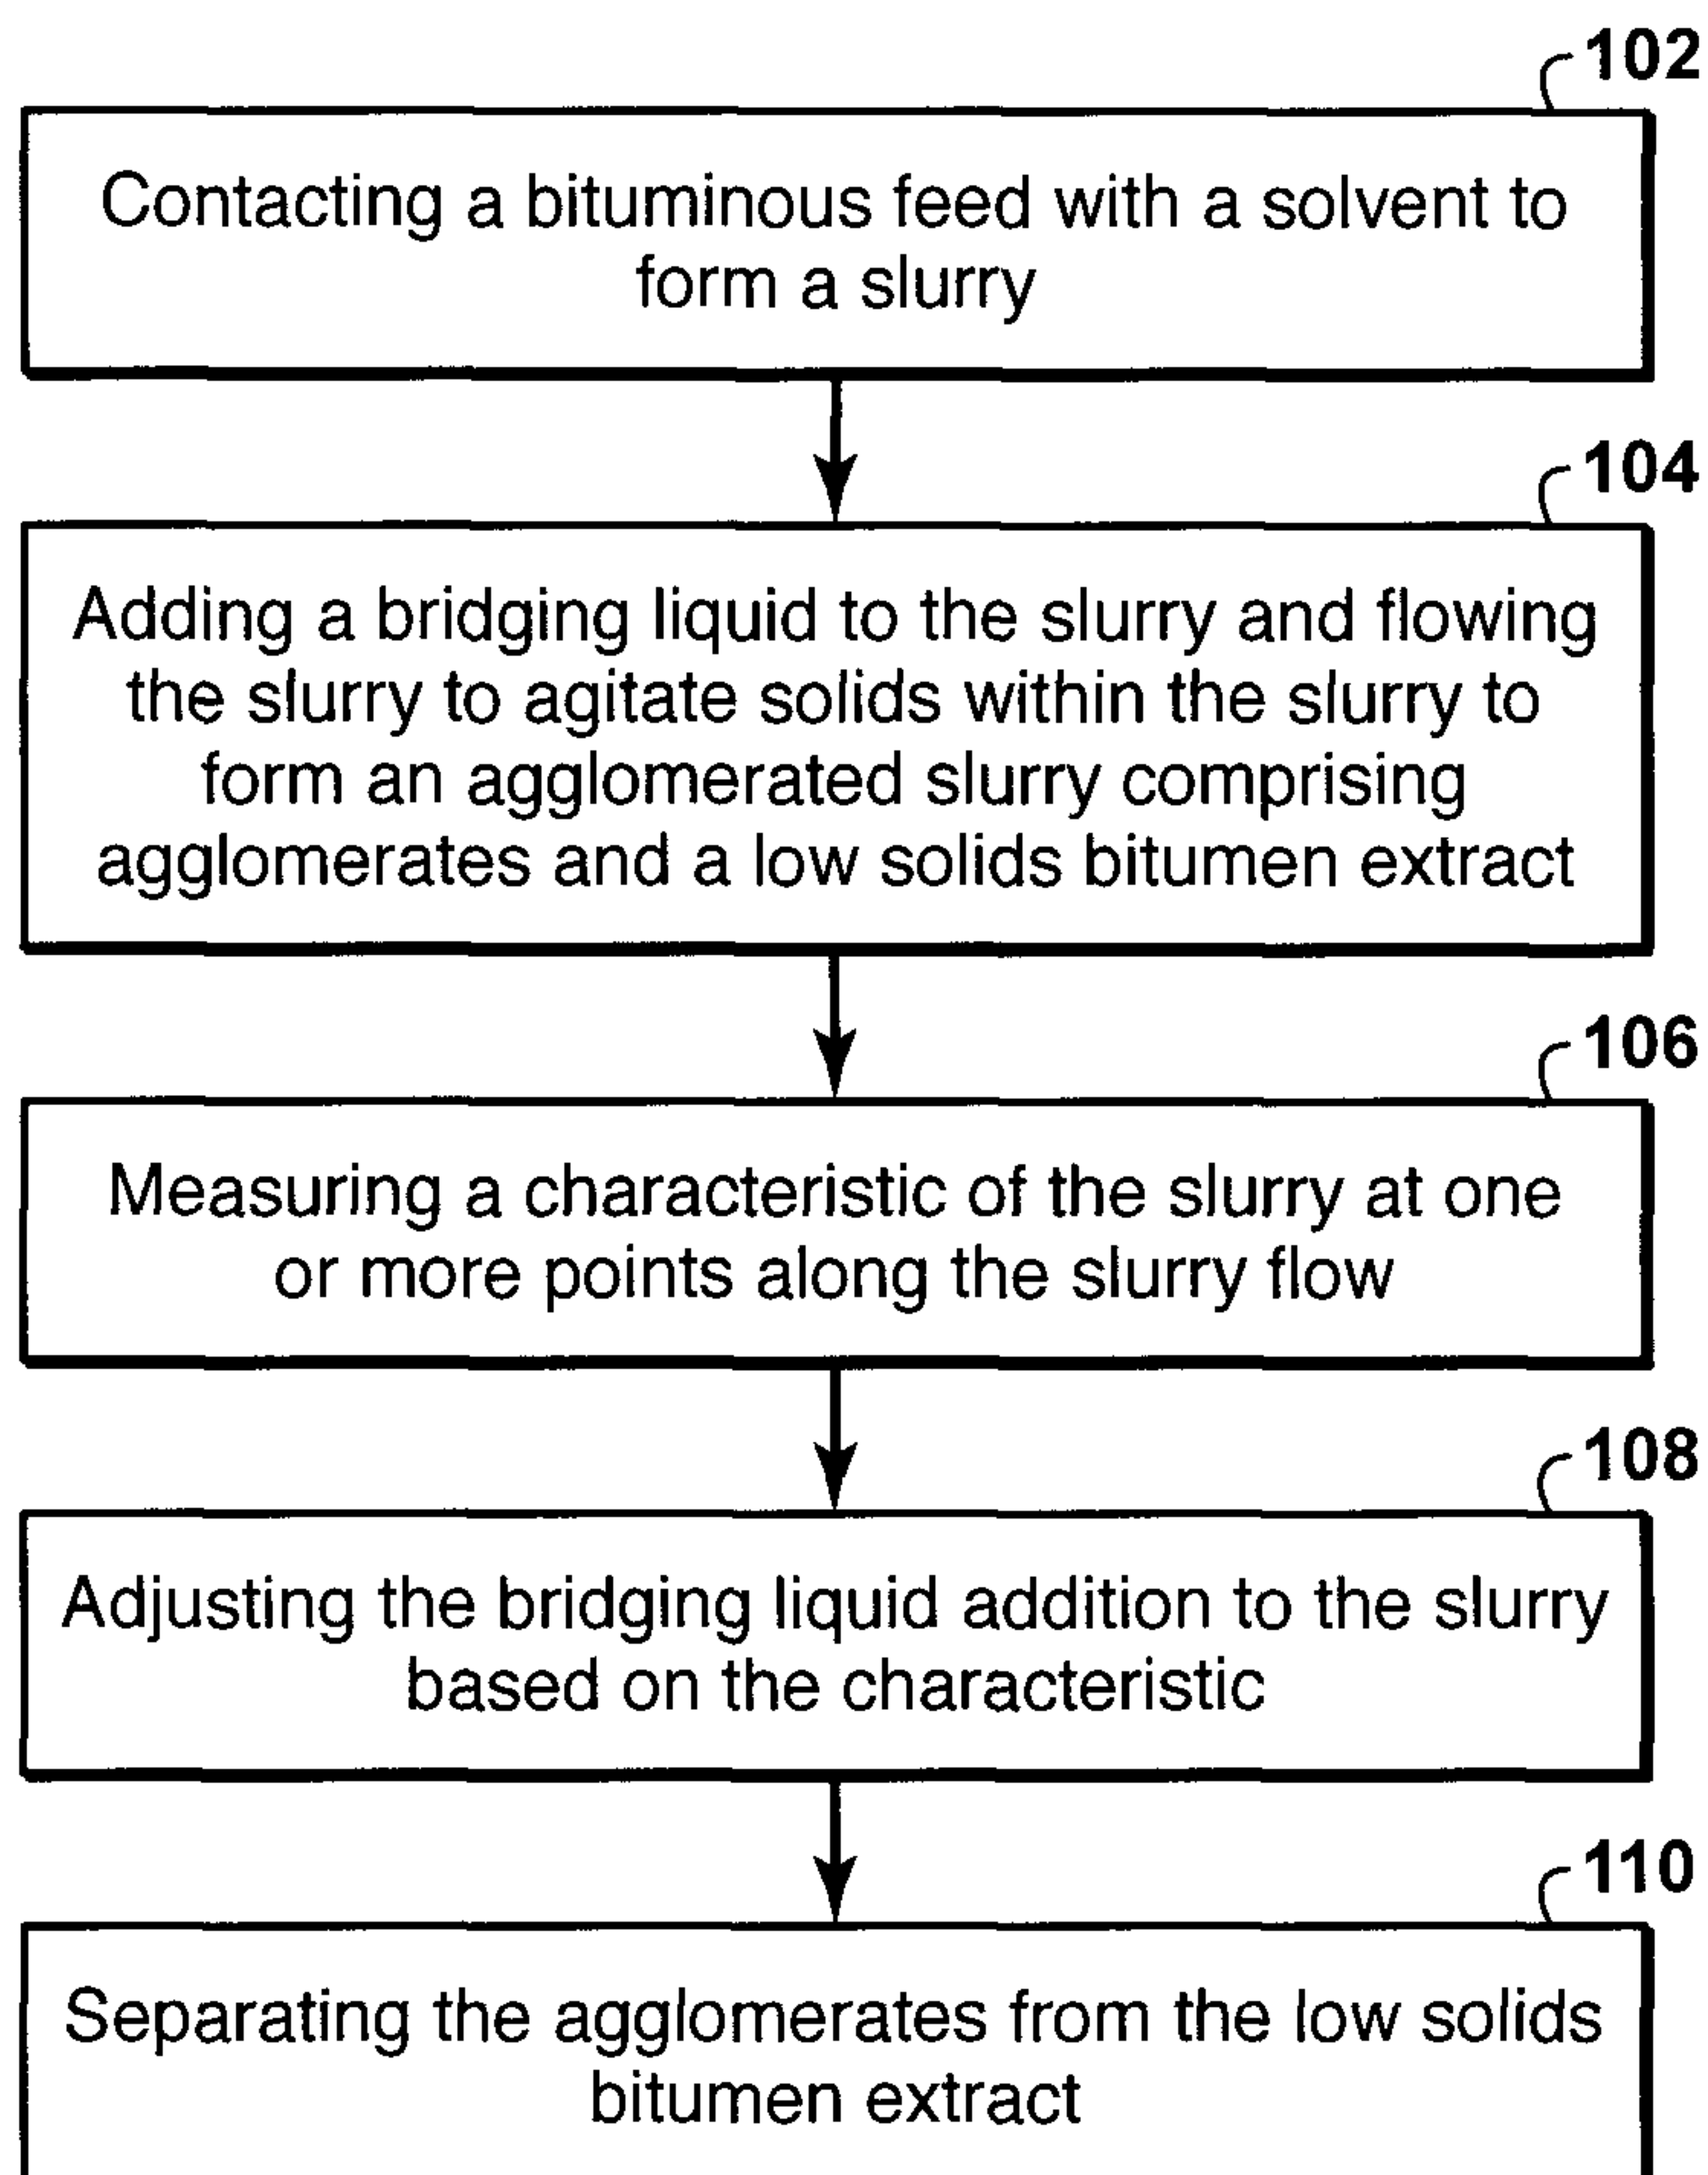 102
Contacting a bituminous feed with a solvent to
form a slurry
104
Adding a bridging liquid to the slurry and flowing
the slurry to agitate solids within the slurry to
form an agglomerated slurry comprising
agglomerates and a low solids bitumen extract
106
Measuring a characteristic of the slurry at one
or more points along the slurry flow
108
Adjusting the bridging liquid addition to the slurry
based on the characteristic
110
Separating the agglomerates from the low solids
bitumen extract